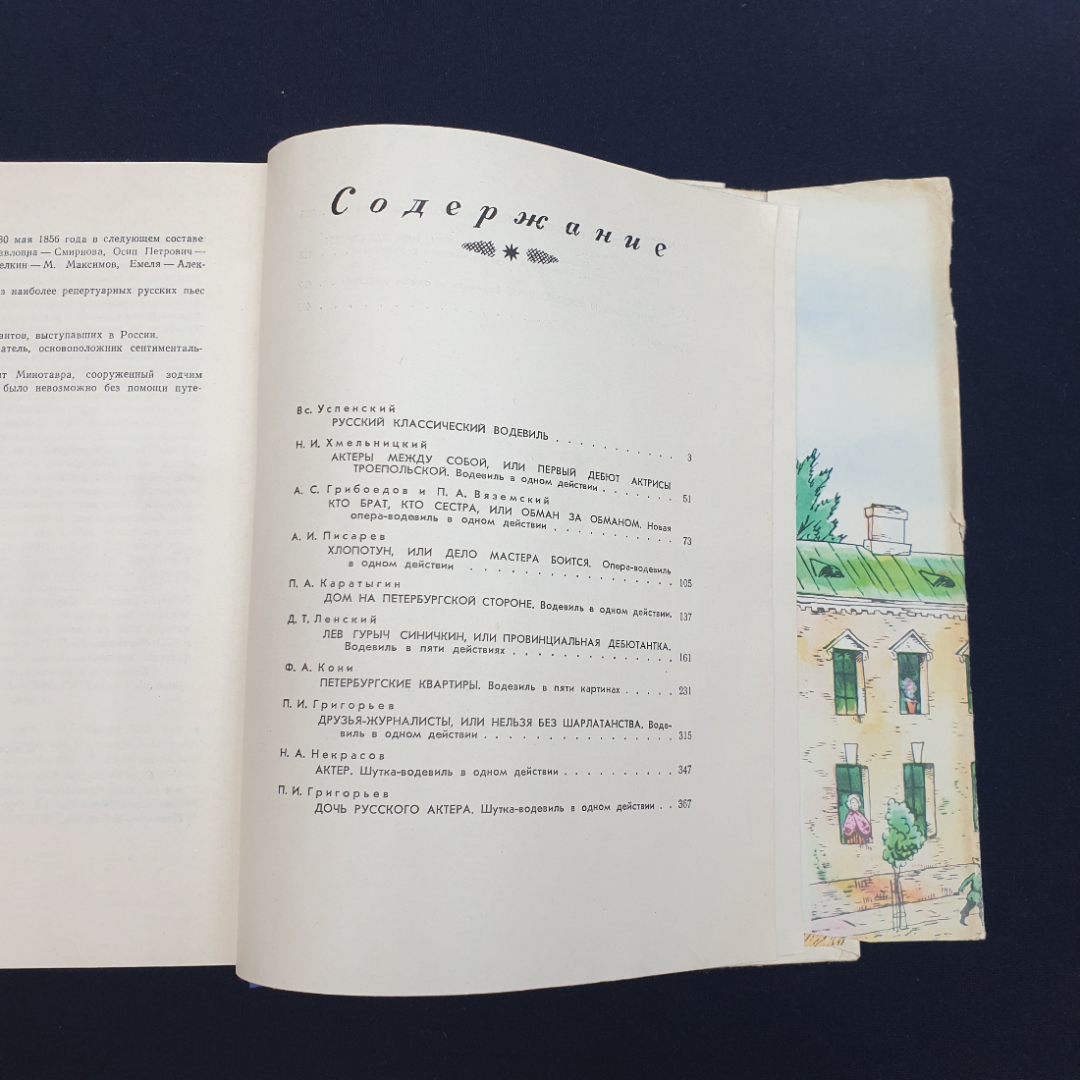 30 мая 1856 года в следующем составе
авловна — Смирнова, Осип Петрович —
елкин — М. Максимов, Емеля — Алек-
з наиболее репертуарных русских пьес
антов, выступавших в России.
атель, основоположник сентименталь-
нт Минотавра, сооруженный зодчим
было невозможно без помощи путе-
Содержание
Вс. Успенский
РУССКИЙ КЛАССИЧЕСКИЙ ВОДЕВИЛЬ . . . . . . . . . . 3
Н. И. Хмельницкий
АКТЕРЫ МЕЖДУ СОБОЙ, ИЛИ ПЕРВЫЙ ДЕБЮТ АКТРИСЫ
ТРОЕПОЛЬСКОЙ. Водевиль в одном действии . . . . . . . 51
А. С. Грибоедов и П. А. Вяземский
КТО БРАТ, КТО СЕСТРА, ИЛИ ОБМАН ЗА ОБМАНОМ. Новая
опера-водевиль в одном действии . . . . . . . . . . . 73
А. И. Писарев
ХЛОПОТУН, ИЛИ ДЕЛО МАСТЕРА БОИТСЯ. Опера-водевиль
в одном действии . . . . . . . . . . . . . . . . 105
П. А. Каратыгин
ДОМ НА ПЕТЕРБУРГСКОЙ СТОРОНЕ. Водевиль в одном действии. 137
Д. Т. Ленский
ЛЕВ ГУРЫЧ СИНИЧКИН, ИЛИ ПРОВИНЦИАЛЬНАЯ ДЕБЮТАНТКА.
Водевиль в пяти действиях . . . . . . . . . . . . . 161
Ф. А. Кони
ПЕТЕРБУРГСКИЕ КВАРТИРЫ. Водевиль в пяти картинах . . . . . 231
П. И. Григорьев
ДРУЗЬЯ-ЖУРНАЛИСТЫ, ИЛИ НЕЛЬЗЯ БЕЗ ШАРЛАТАНСТВА. Воде-
виль в одном действии . . . . . . . . . . . . . . . 315
Н. А. Некрасов
АКТЕР. Шутка-водевиль в одном действии . . . . . . . . . 347
П. И. Григорьев
ДОЧЬ РУССКОГО АКТЕРА. Шутка-водевиль в одном действии . . 367